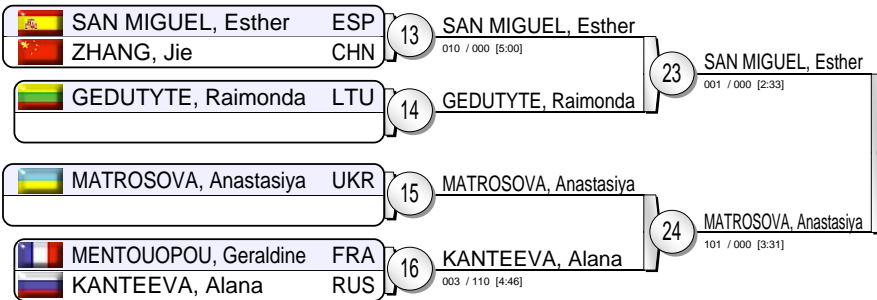 SAN MIGUEL, Esther ESP
ZHANG, Jie CHN
13
SAN MIGUEL, Esther
010 / 000 [5:00]
GEDUTYTE, Raimonda LTU
14
GEDUTYTE, Raimonda
23
SAN MIGUEL, Esther
001 / 000 [2:33]
MATROSOVA, Anastasiya UKR
15
MATROSOVA, Anastasiya
MENTOUOPOU, Geraldine FRA
KANTEEVA, Alana RUS
16
KANTEEVA, Alana
003 / 110 [4:46]
24
MATROSOVA, Anastasiya
101 / 000 [3:31]